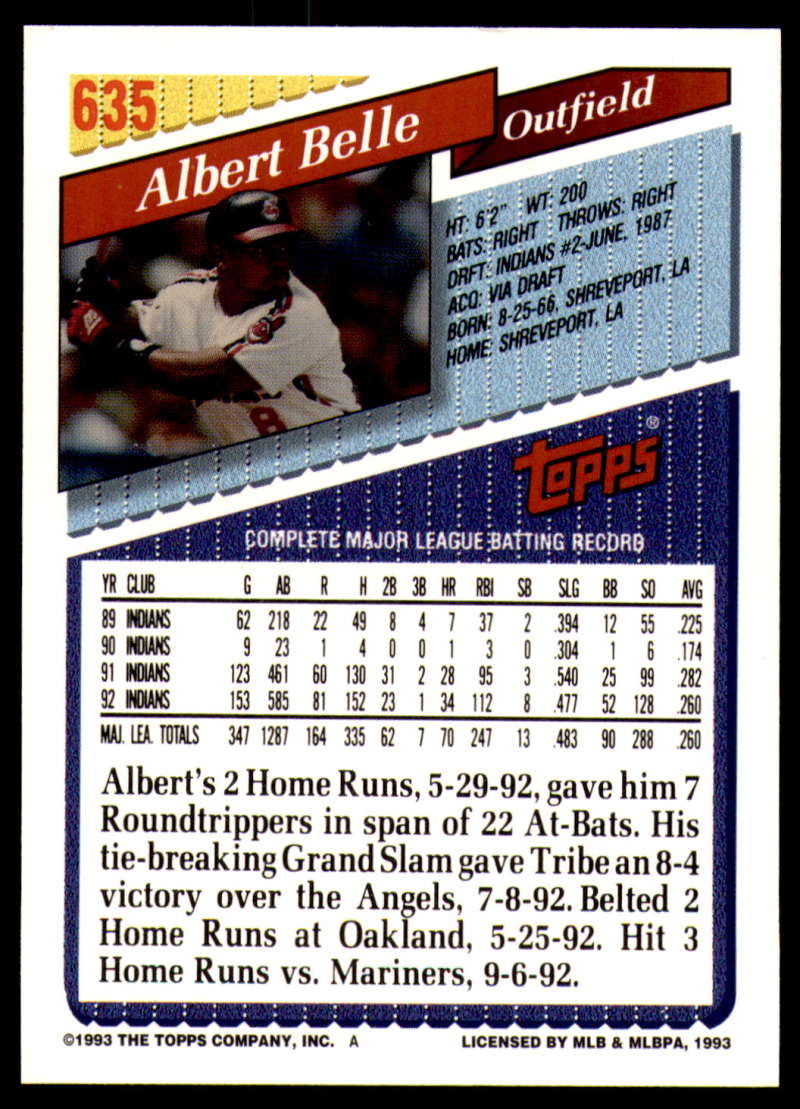 635
Albert Belle
Outfield
HT: 6'2" WT: 200
BATS: RIGHT THROWS: RIGHT
DRFT: INDIANS #2-JUNE, 1987
ACQ: VIA DRAFT
BORN: 8-25-66, SHREVEPORT, LA
HOME: SHREVEPORT, LA
8
TOPPS®
COMPLETE MAJOR LEAGUE BATTING RECORD
YR CLUB G AB R H 2B 3B HR RBI SB SLG BB SO AVG
89 INDIANS 62 218 22 49 8 4 7 37 2 .394 12 55 .225
90 INDIANS 9 23 1 4 0 0 1 3 0 .304 1 6 .174
91 INDIANS 123 461 60 130 31 2 28 95 3 .540 25 99 .282
92 INDIANS 153 585 81 152 23 1 34 112 8 .477 52 128 .260
MAJ. LEA. TOTALS 347 1287 164 335 62 7 70 247 13 .483 90 288 .260
Albert's 2 Home Runs, 5-29-92, gave him 7
Roundtrippers in span of 22 At-Bats. His
tie-breaking Grand Slam gave Tribe an 8-4
victory over the Angels, 7-8-92. Belted 2
Home Runs at Oakland, 5-25-92. Hit 3
Home Runs vs. Mariners, 9-6-92.
©1993 THE TOPPS COMPANY, INC. A
LICENSED BY MLB & MLBPA, 1993